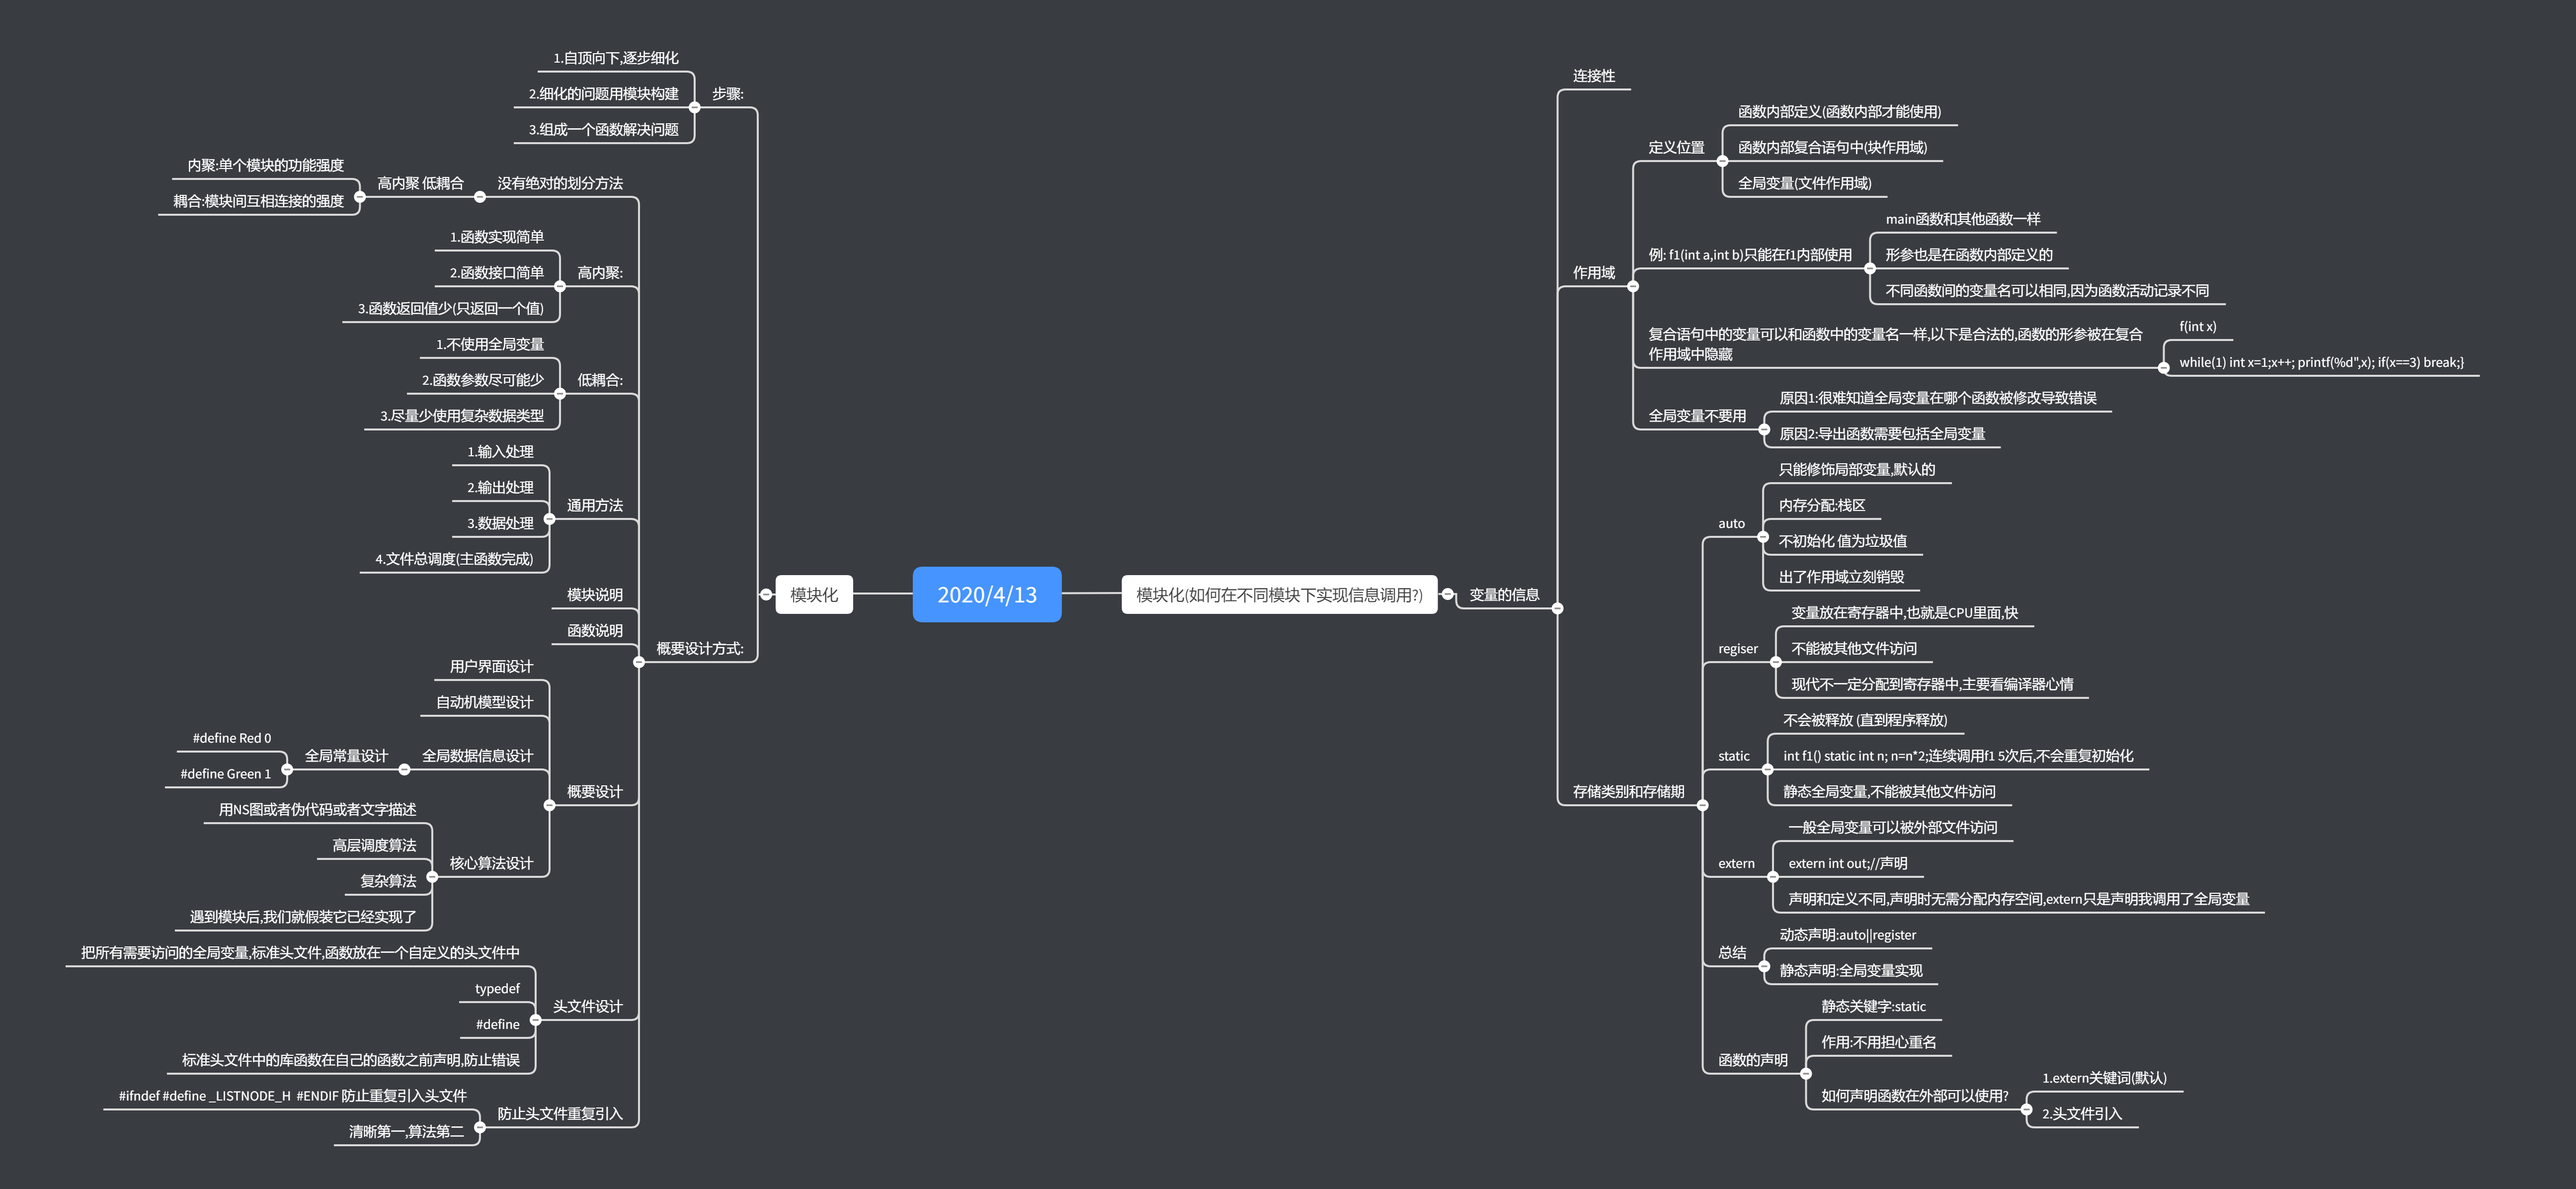 2020/4/13
模块化
步骤:
1.自顶向下,逐步细化
2.细化的问题用模块构建
3.组成一个函数解决问题
概要设计方式:
没有绝对的划分方法
高内聚 低耦合
内聚:单个模块的功能强度
耦合:模块间互相连接的强度
高内聚:
1.函数实现简单
2.函数接口简单
3.函数返回值少(只返回一个值)
低耦合:
1.不使用全局变量
2.函数参数尽可能少
3.尽量少使用复杂数据类型
通用方法
1.输入处理
2.输出处理
3.数据处理
4.文件总调度(主函数完成)
模块说明
函数说明
概要设计
用户界面设计
自动机模型设计
全局数据信息设计
全局常量设计
#define Red 0
#define Green 1
核心算法设计
用NS图或者伪代码或者文字描述
高层调度算法
复杂算法
遇到模块后,我们就假装它已经实现了
头文件设计
把所有需要访问的全局变量,标准头文件,函数放在一个自定义的头文件中
typedef
#define
标准头文件中的库函数在自己的函数之前声明,防止错误
防止头文件重复引入
#ifndef #define _LISTNODE_H  #ENDIF 防止重复引入头文件
清晰第一,算法第二
模块化(如何在不同模块下实现信息调用?)
变量的信息
连接性
作用域
定义位置
函数内部定义(函数内部才能使用)
函数内部复合语句中(块作用域)
全局变量(文件作用域)
例: f1(int a,int b)只能在f1内部使用
main函数和其他函数一样
形参也是在函数内部定义的
不同函数间的变量名可以相同,因为函数活动记录不同
复合语句中的变量可以和函数中的变量名一样,以下是合法的,函数的形参被在复合
作用域中隐藏
f(int x)
while(1) int x=1;x++; printf(%d",x); if(x==3) break;}
全局变量不要用
原因1:很难知道全局变量在哪个函数被修改导致错误
原因2:导出函数需要包括全局变量
存储类别和存储期
auto
只能修饰局部变量,默认的
内存分配:栈区
不初始化 值为垃圾值
出了作用域立刻销毁
regiser
变量放在寄存器中,也就是CPU里面,快
不能被其他文件访问
现代不一定分配到寄存器中,主要看编译器心情
static
不会被释放 (直到程序释放)
int f1() static int n; n=n*2;连续调用f1 5次后,不会重复初始化
静态全局变量,不能被其他文件访问
extern
一般全局变量可以被外部文件访问
extern int out;//声明
声明和定义不同,声明时无需分配内存空间,extern只是声明我调用了全局变量
总结
动态声明:auto||register
静态声明:全局变量实现
函数的声明
静态关键字:static
作用:不用担心重名
如何声明函数在外部可以使用?
1.extern关键词(默认)
2.头文件引入